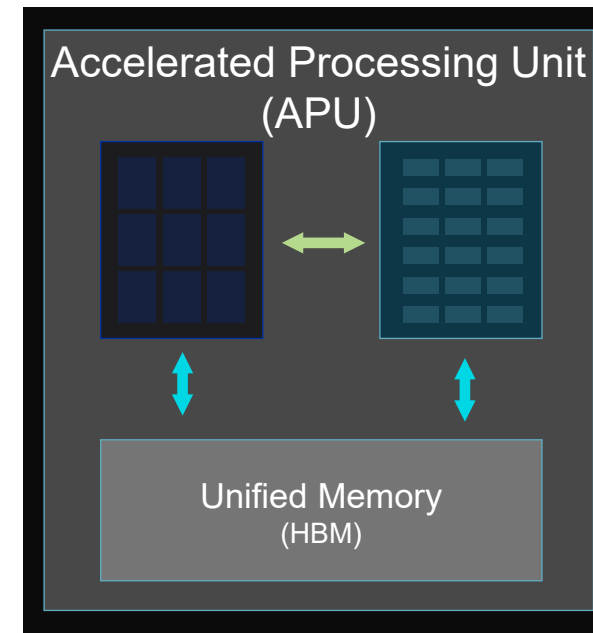 Accelerated Processing Unit
(APU)
Unified Memory
(HBM)